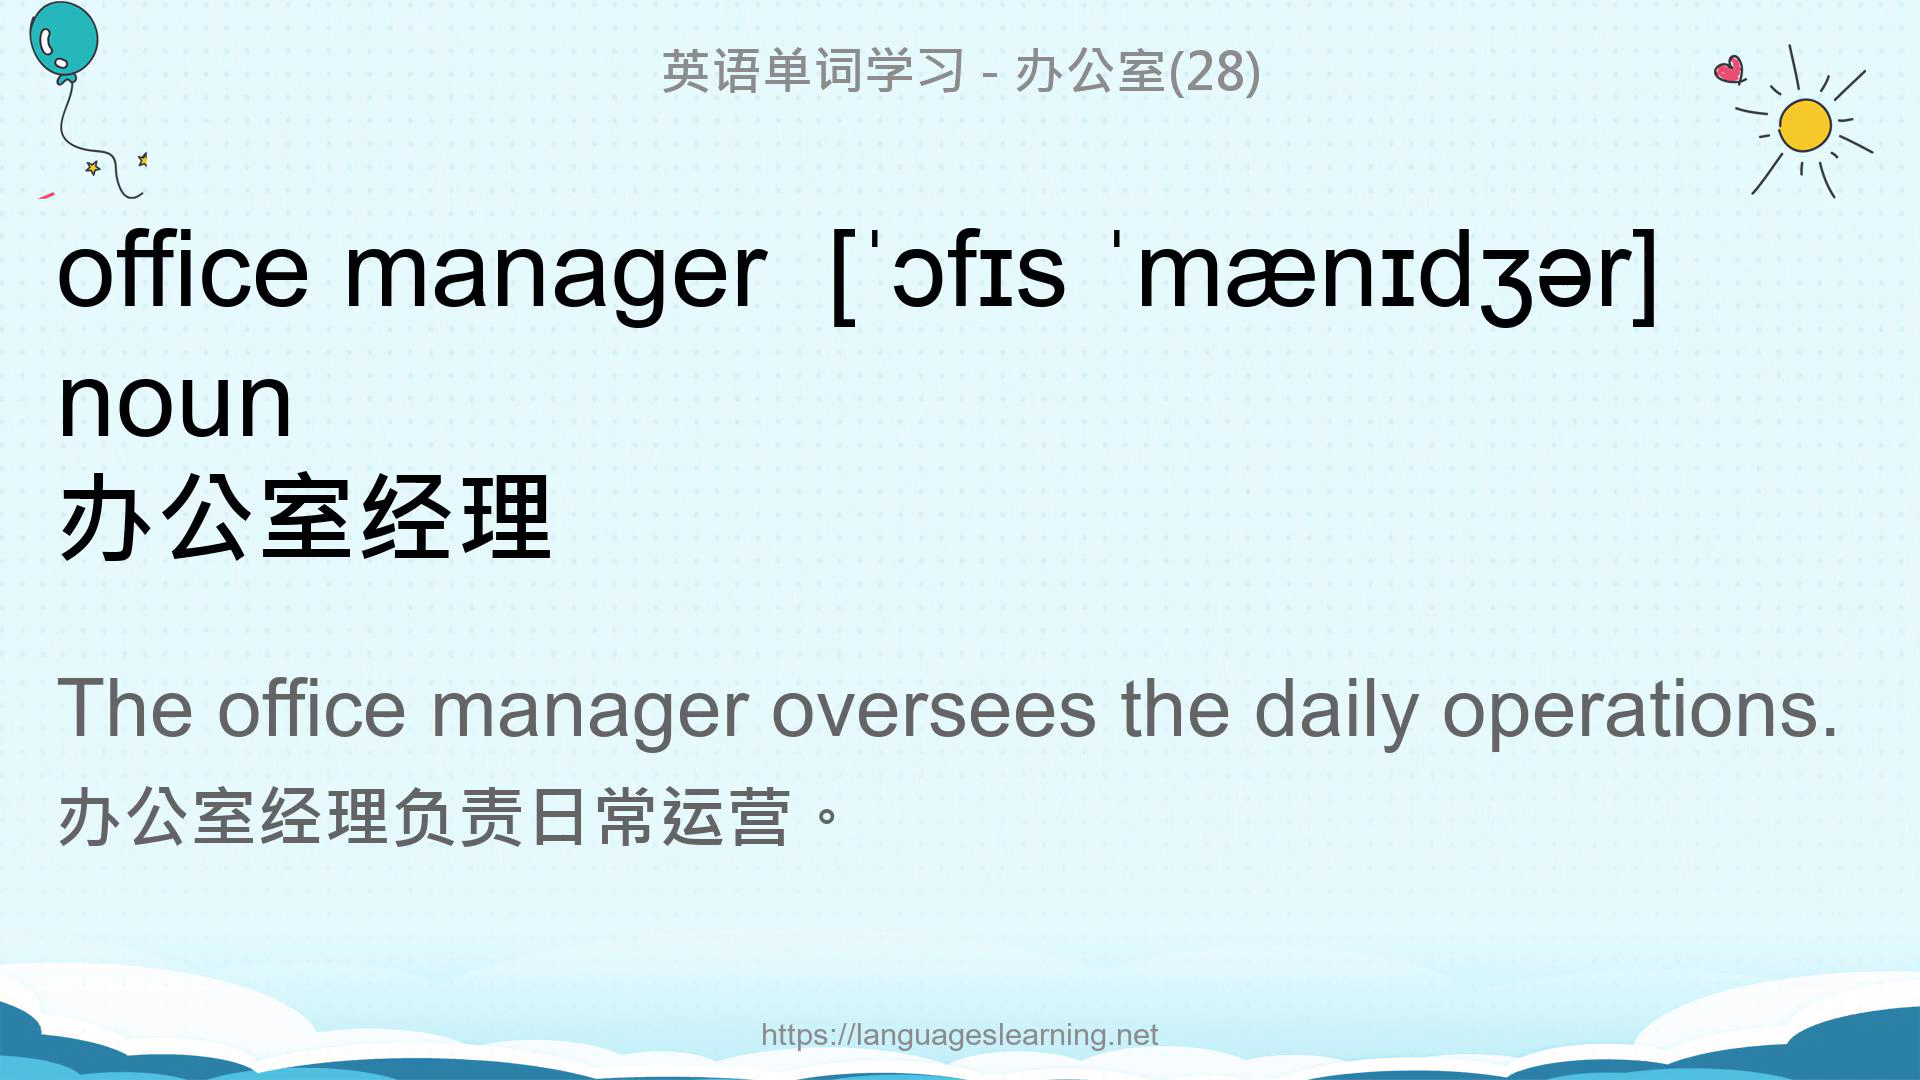 英语单词学习 - 办公室(28)
office manager  [ˈɔfɪs ˈmænɪdʒər]
noun
办公室经理
The office manager oversees the daily operations.
办公室经理负责日常运营。
https://languageslearning.net